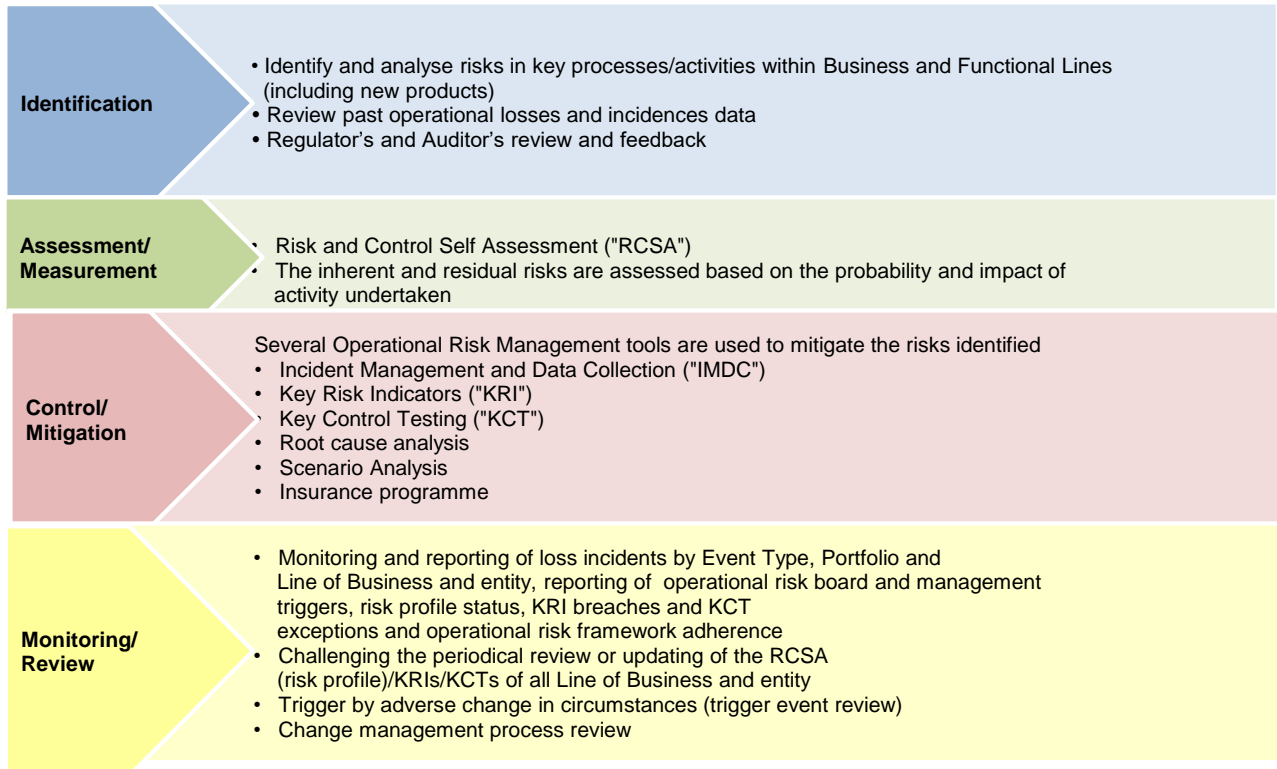 Identification
• Identify and analyse risks in key processes/activities within Business and Functional Lines
(including new products)
• Review past operational losses and incidences data
• Regulator's and Auditor's review and feedback
Assessment/
Measurement
• Risk and Control Self Assessment ("RCSA")
• The inherent and residual risks are assessed based on the probability and impact of
activity undertaken
Control/
Mitigation
Several Operational Risk Management tools are used to mitigate the risks identified
• Incident Management and Data Collection ("IMDC")
• Key Risk Indicators ("KRI")
• Key Control Testing ("KCT")
• Root cause analysis
• Scenario Analysis
• Insurance programme
Monitoring/
Review
• Monitoring and reporting of loss incidents by Event Type, Portfolio and
Line of Business and entity, reporting of operational risk board and management
triggers, risk profile status, KRI breaches and KCT
exceptions and operational risk framework adherence
• Challenging the periodical review or updating of the RCSA
(risk profile)/KRIs/KCTs of all Line of Business and entity
• Trigger by adverse change in circumstances (trigger event review)
• Change management process review